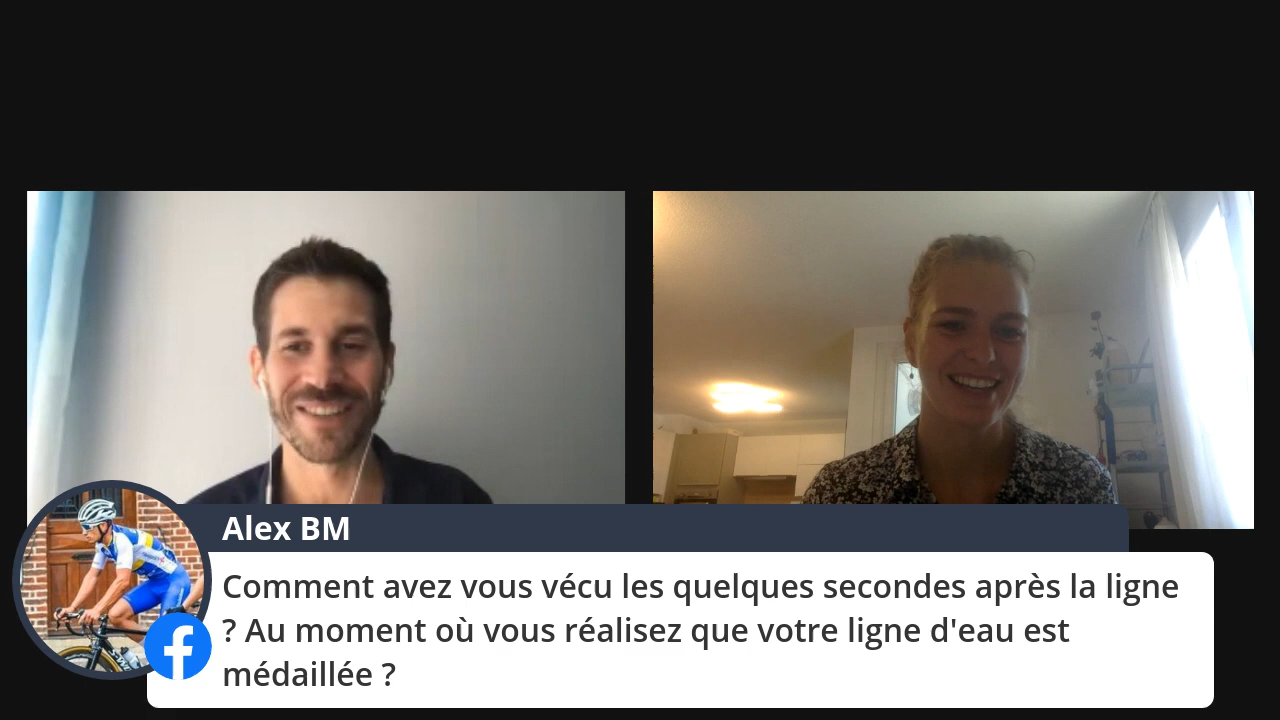 Alex BM
Comment avez vous vécu les quelques secondes après la ligne
? Au moment où vous réalisez que votre ligne d'eau est
médaillée ?